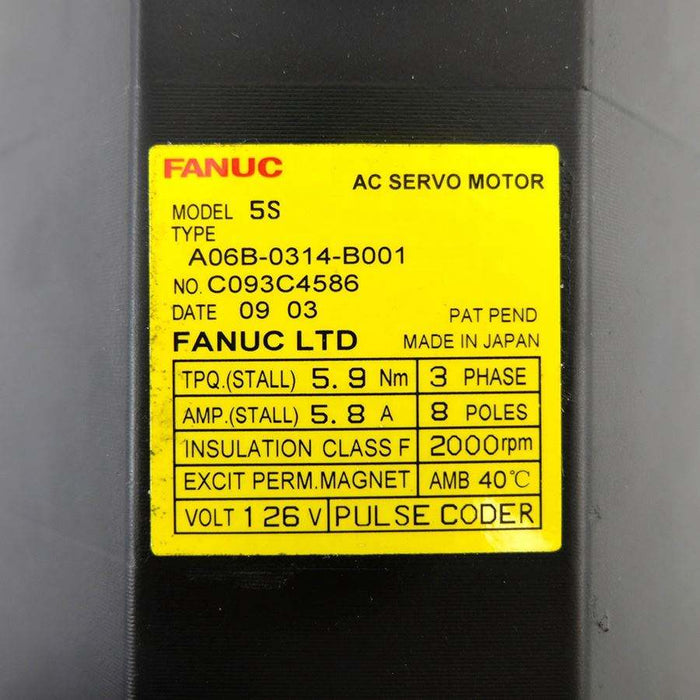 FANUC
AC SERVO MOTOR
MODEL 5S
TYPE
A06B-0314-B001
NO. C093C4586
DATE 09 03
PAT PEND
FANUC LTD
MADE IN JAPAN
TPQ.(STALL) 5.9 Nm 3 PHASE
AMP.(STALL) 5.8 A 8 POLES
INSULATION CLASS F 2000rpm
EXCIT PERM.MAGNET AMB 40℃
VOLT 126 V PULSE CODER